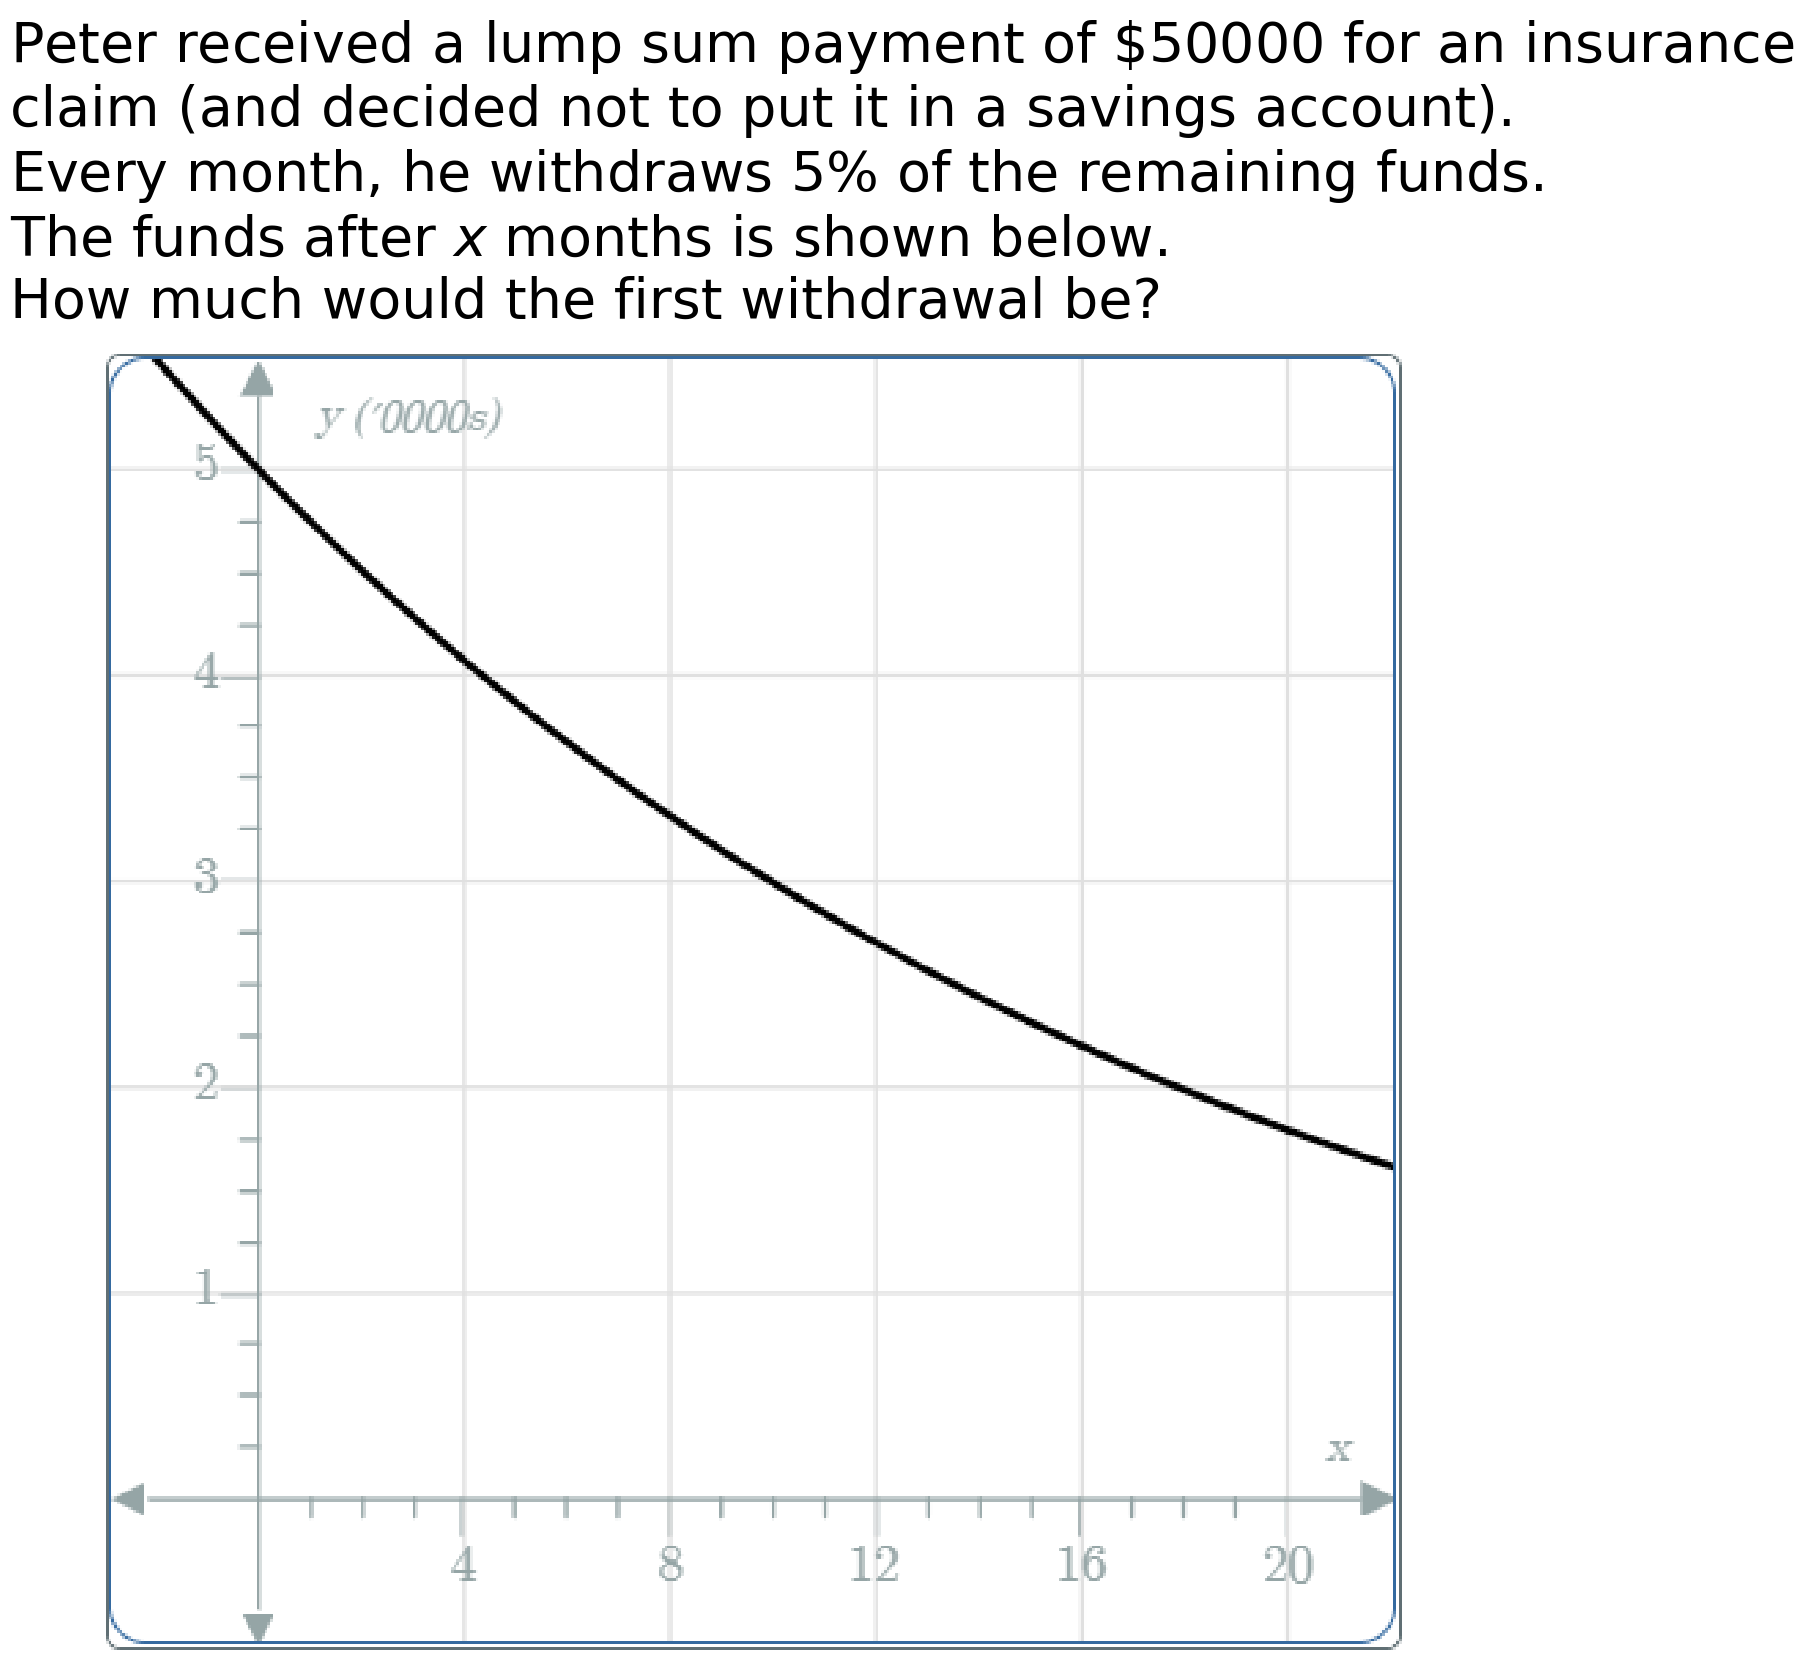 Peter received a lump sum payment of $50000 for an insurance
claim (and decided not to put it in a savings account).
Every month, he withdraws 5% of the remaining funds.
The funds after x months is shown below.
How much would the first withdrawal be?
y ('0000s)
5
4
3
2
1
x
4 8 12 16 20